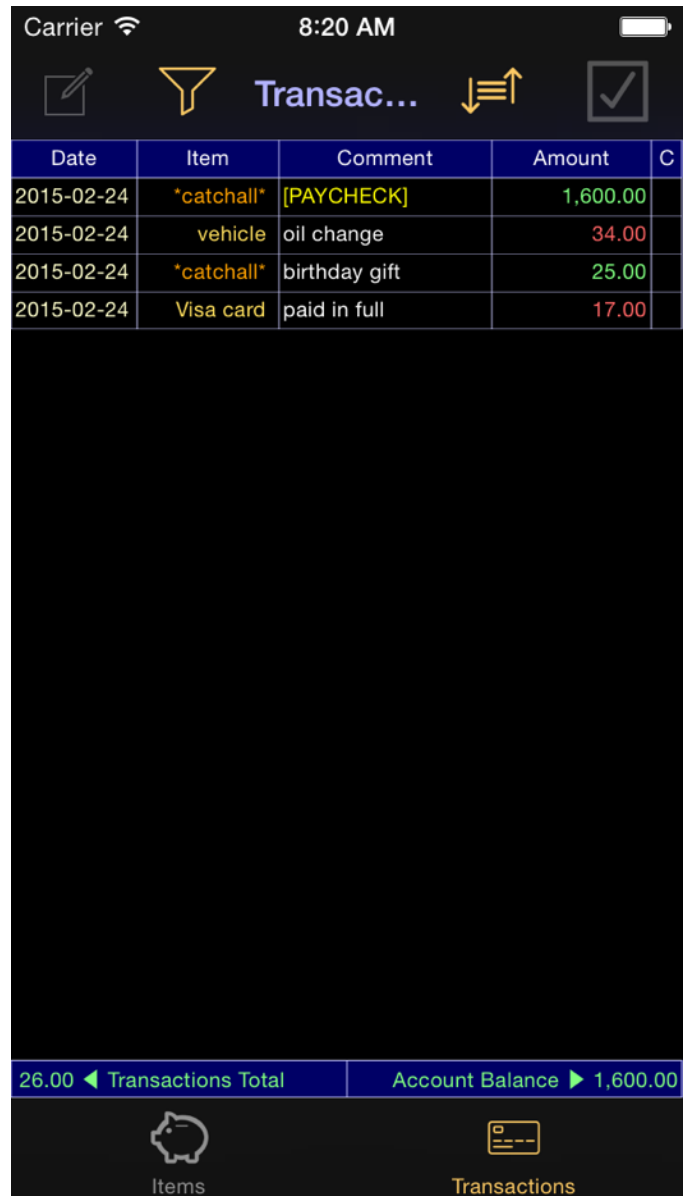 Carrier 8:20 AM
Transac...
Date Item Comment Amount C
2015-02-24 *catchall* [PAYCHECK] 1,600.00
2015-02-24 vehicle oil change 34.00
2015-02-24 *catchall* birthday gift 25.00
2015-02-24 Visa card paid in full 17.00
26.00 ◀ Transactions Total Account Balance ▶ 1,600.00
Items Transactions